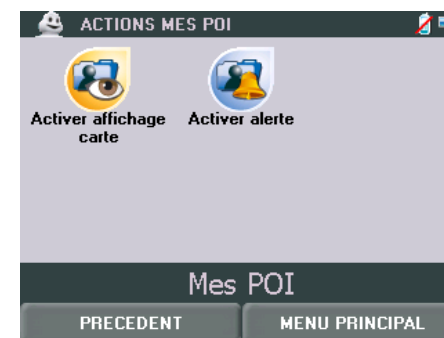 ACTIONS MES POI
Activer affichage
carte
Activer alerte
Mes POI
PRECEDENT
MENU PRINCIPAL